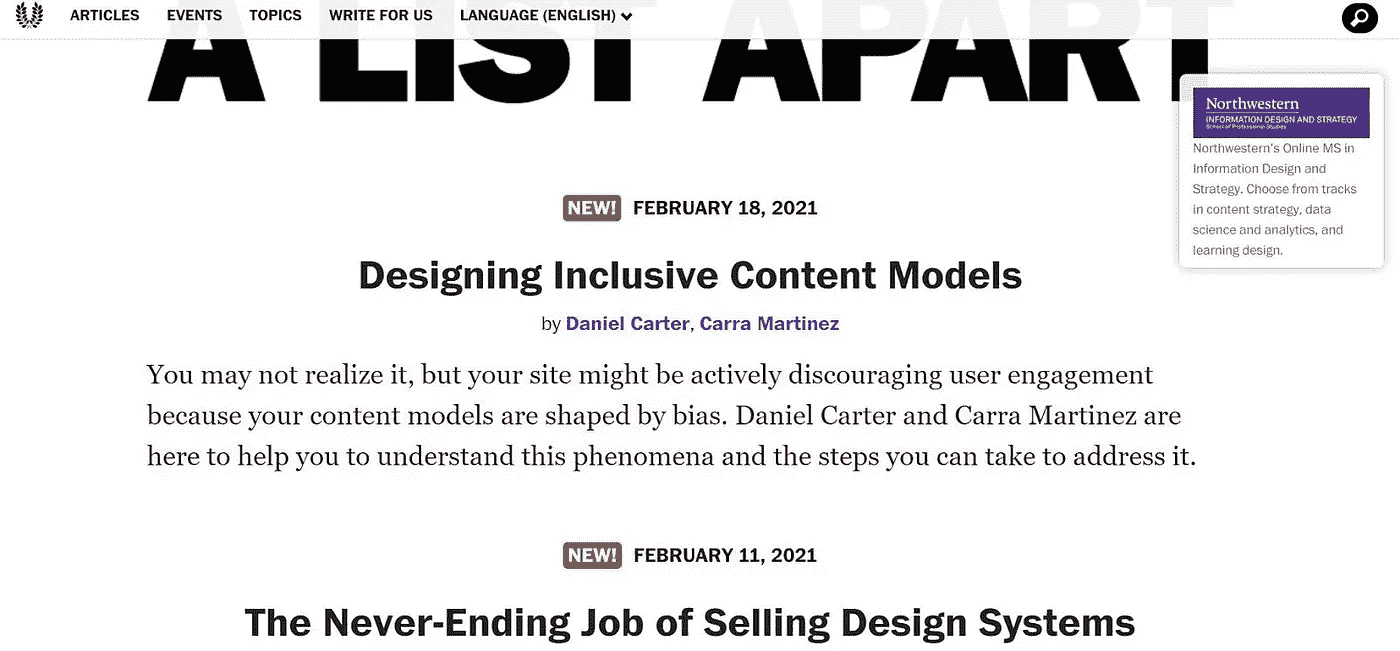 ARTICLES EVENTS TOPICS WRITE FOR US LANGUAGE (ENGLISH)
A LIST APART
Northwestern
INFORMATION DESIGN AND STRATEGY
School of Professional Studies
Northwestern's Online MS in
Information Design and
Strategy. Choose from tracks
in content strategy, data
science and analytics, and
learning design.
NEW! FEBRUARY 18, 2021
Designing Inclusive Content Models
by Daniel Carter, Carra Martinez
You may not realize it, but your site might be actively discouraging user engagement
because your content models are shaped by bias. Daniel Carter and Carra Martinez are
here to help you to understand this phenomena and the steps you can take to address it.
NEW! FEBRUARY 11, 2021
The Never-Ending Job of Selling Design Systems